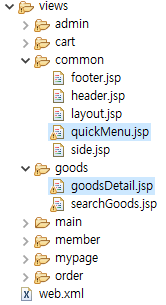 views
admin
cart
common
footer.jsp
header.jsp
layout.jsp
quickMenu.jsp
side.jsp
goods
goodsDetail.jsp
searchGoods.jsp
main
member
mypage
order
web.xml